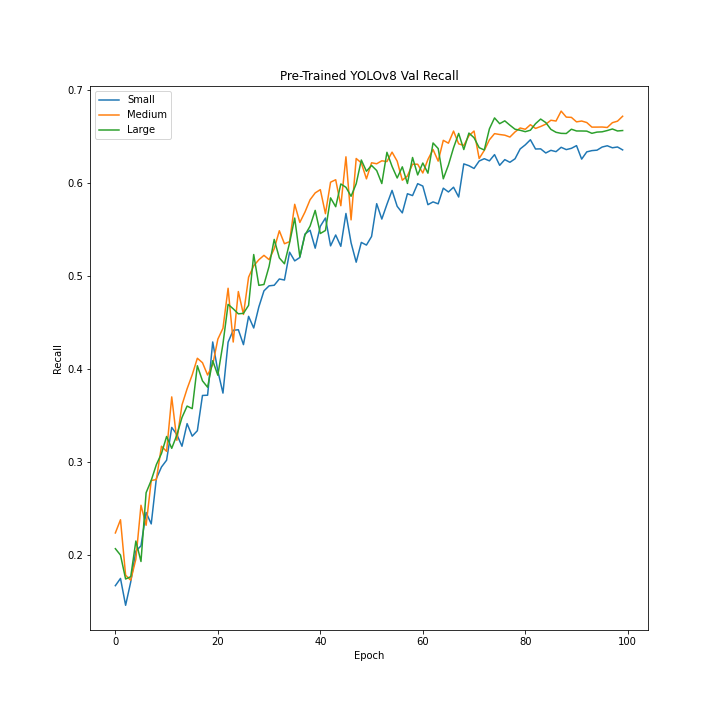 Pre-Trained YOLOv8 Val Recall
0.7
Small
Medium
Large
0.6
0.5
0.4
Recall
0.3
0.2
0 20 40 60 80 100
Epoch